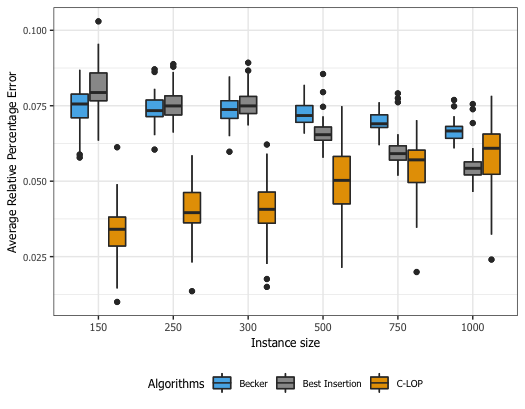 0.100
0.075
0.050
0.025
Average Relative Percentage Error
150 250 300 500 750 1000
Instance size
Algorithms Becker Best Insertion C-LOP